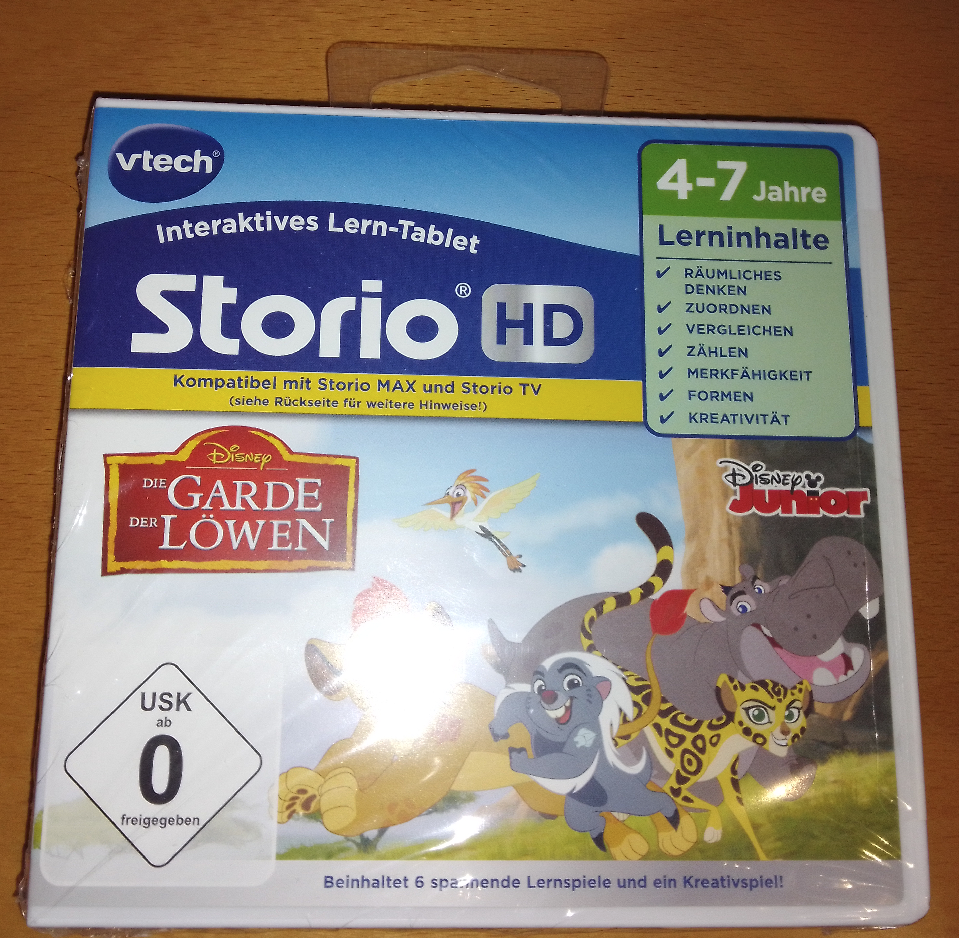 vtech®
Interaktives Lern-Tablet
Storio® HD
Kompatibel mit Storio MAX und Storio TV
(siehe Rückseite für weitere Hinweise!)
4-7 Jahre
Lerninhalte
✓ RÄUMLICHES
DENKEN
✓ ZUORDNEN
✓ VERGLEICHEN
✓ ZÄHLEN
✓ MERKFÄHIGKEIT
✓ FORMEN
✓ KREATIVITÄT
Disney
DIE GARDE
DER LÖWEN
Disney
Junior
USK
ab
0
freigegeben
Beinhaltet 6 spannende Lernspiele und ein Kreativspiel!